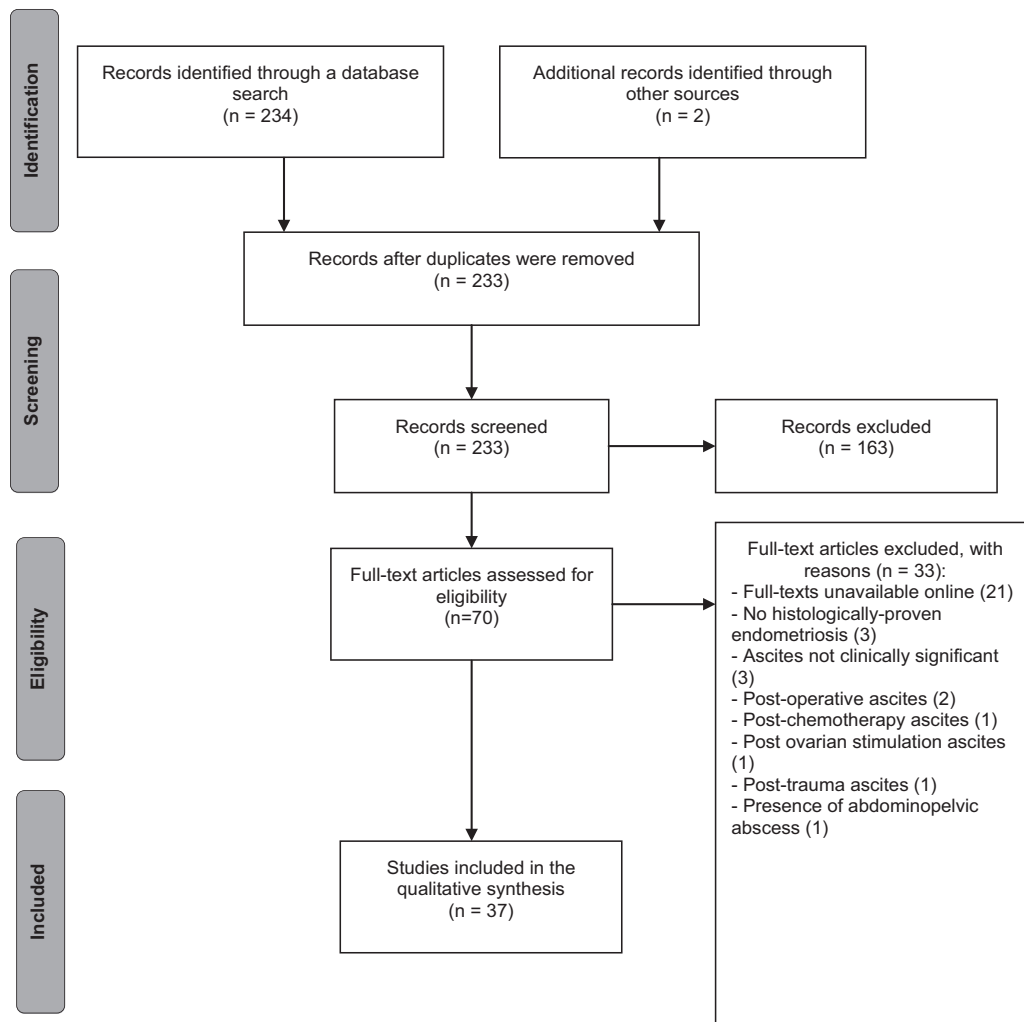 Identification
Records identified through a database
search
(n = 234)
Additional records identified through
other sources
(n = 2)
Records after duplicates were removed
(n = 233)
Screening
Records screened
(n = 233)
Records excluded
(n = 163)
Eligibility
Full-text articles assessed for
eligibility
(n=70)
Full-text articles excluded, with
reasons (n = 33):
- Full-texts unavailable online (21)
- No histologically-proven
endometriosis (3)
- Ascites not clinically significant
(3)
- Post-operative ascites (2)
- Post-chemotherapy ascites (1)
- Post ovarian stimulation ascites
(1)
- Post-trauma ascites (1)
- Presence of abdominopelvic
abscess (1)
Included
Studies included in the
qualitative synthesis
(n = 37)